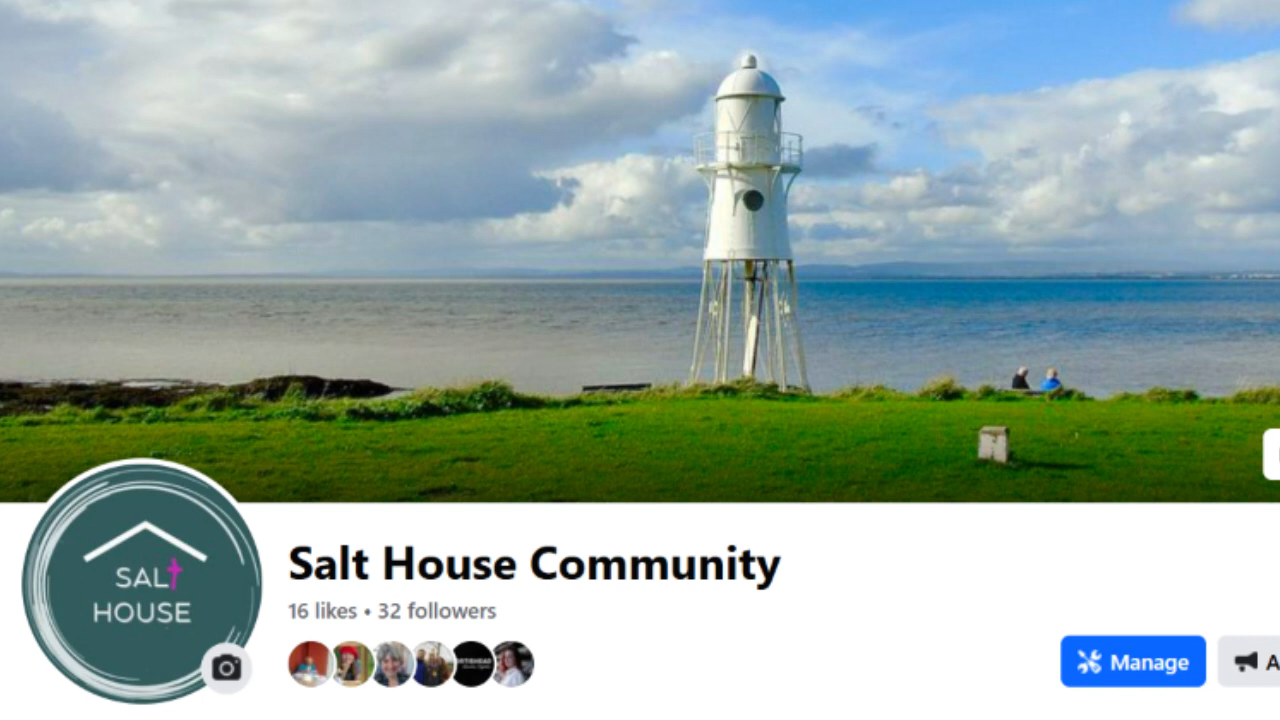 SALt
HOUSE
Salt House Community
16 likes • 32 followers
Manage